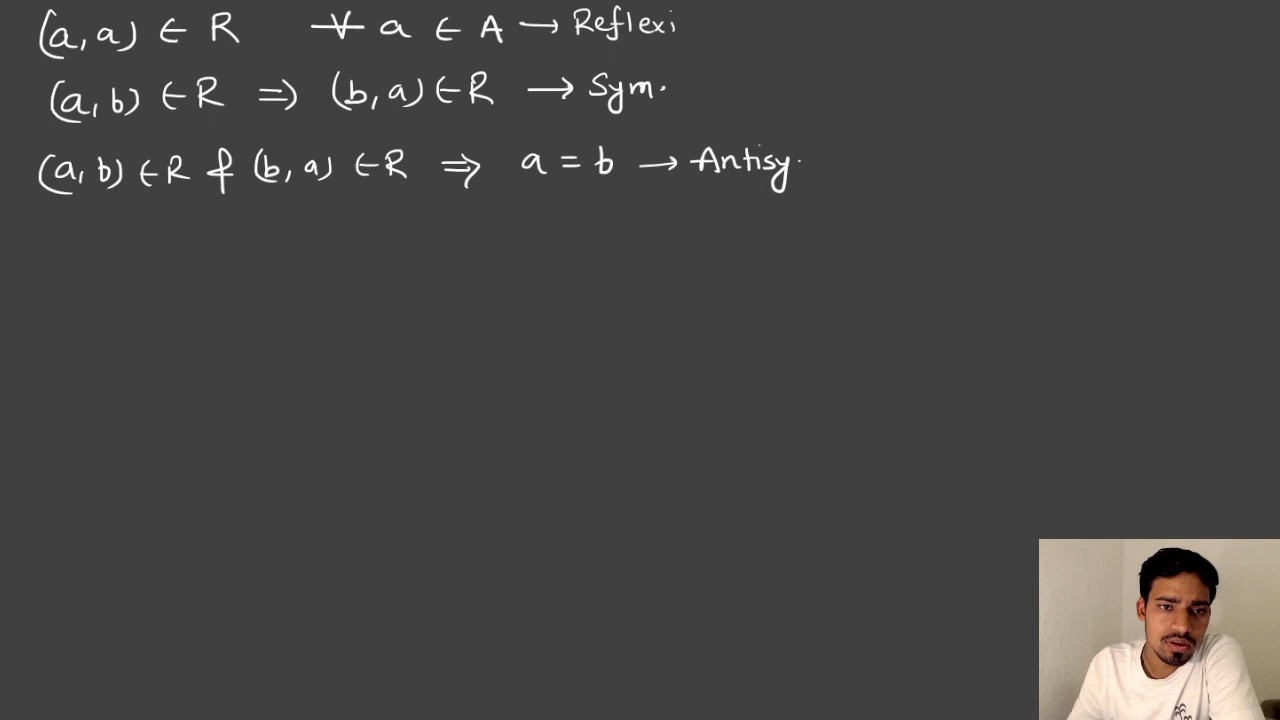 (a, a) ∈ R ∀ a ∈ A → Reflexi
(a, b) ∈ R ⇒ (b, a) ∈ R → Sym.
(a, b) ∈ R & (b, a) ∈ R ⇒ a = b → Antisy.